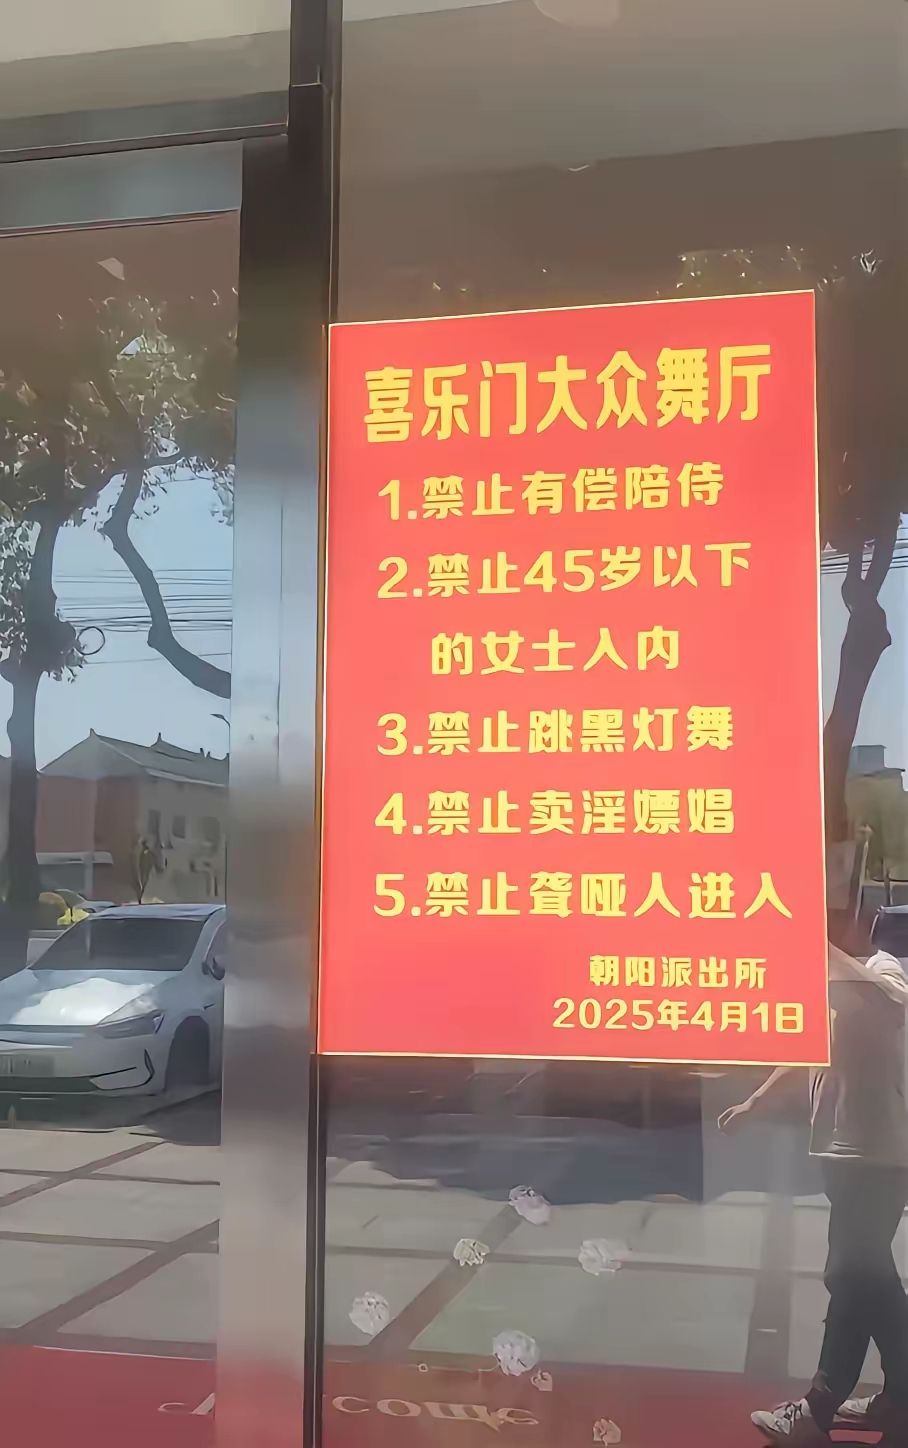 喜乐门大众舞厅
1.禁止有偿陪侍
2.禁止45岁以下
的女士入内
3.禁止跳黑灯舞
4.禁止卖淫嫖娼
5.禁止聋哑人进入
朝阳派出所
2025年4月1日